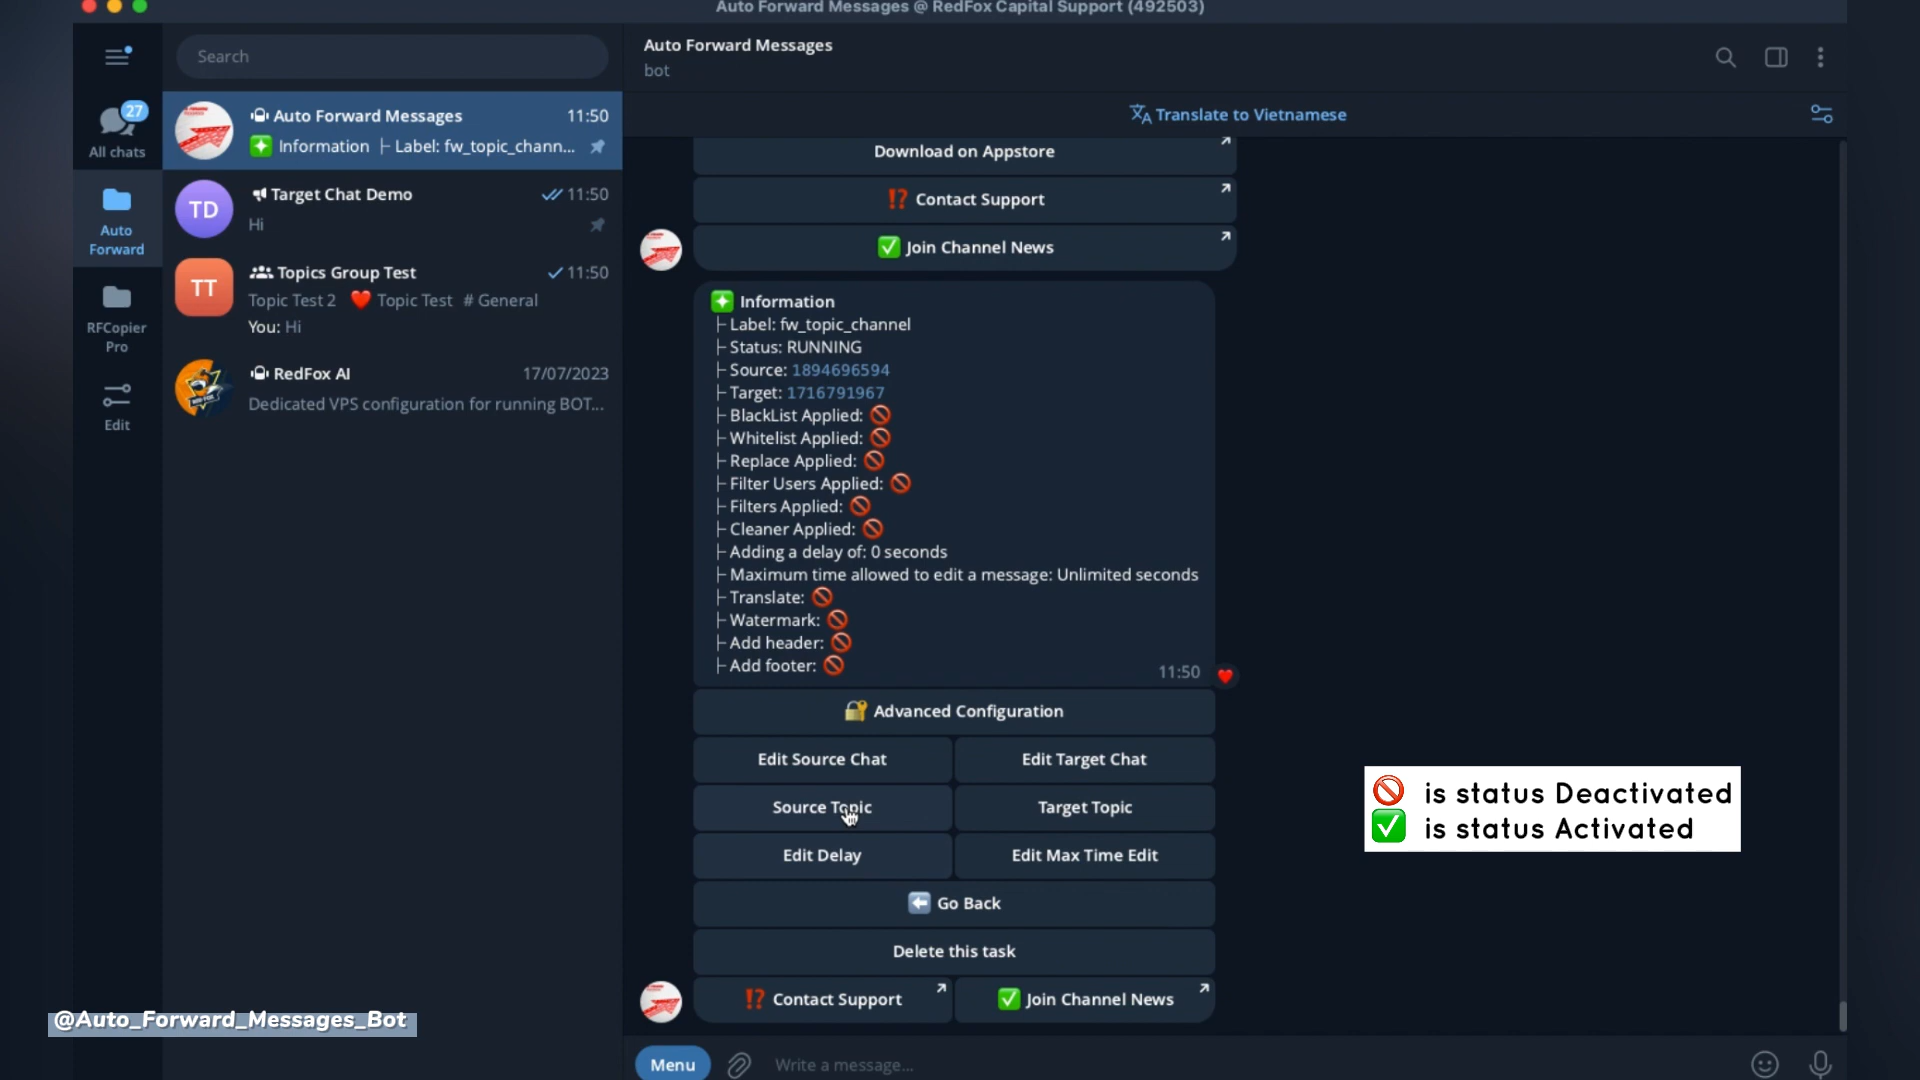 Auto Forward Messages @ RedFox Capital Support (492503)
Search
27
All chats
Auto
Forward
RFCopier
Pro
Edit
Auto Forward Messages 11:50
Information ├ Label: fw_topic_chann...
TD
Target Chat Demo 11:50
Hi
TT
Topics Group Test 11:50
Topic Test 2 ❤️ Topic Test # General
You: Hi
RedFox AI 17/07/2023
Dedicated VPS configuration for running BOT...
Auto Forward Messages
bot
Translate to Vietnamese
Download on Appstore
⁉️ Contact Support
✅ Join Channel News
Information
├ Label: fw_topic_channel
├ Status: RUNNING
├ Source: 1894696594
├ Target: 1716791967
├ BlackList Applied: 🚫
├ Whitelist Applied: 🚫
├ Replace Applied: 🚫
├ Filter Users Applied: 🚫
├ Filters Applied: 🚫
├ Cleaner Applied: 🚫
├ Adding a delay of: 0 seconds
├ Maximum time allowed to edit a message: Unlimited seconds
├ Translate: 🚫
├ Watermark: 🚫
├ Add header: 🚫
├ Add footer: 🚫
11:50
🔐 Advanced Configuration
Edit Source Chat
Edit Target Chat
Source Topic
Target Topic
Edit Delay
Edit Max Time Edit
⬅️ Go Back
Delete this task
⁉️ Contact Support
✅ Join Channel News
🚫 is status Deactivated
✅ is status Activated
@Auto_Forward_Messages_Bot
Menu
Write a message...